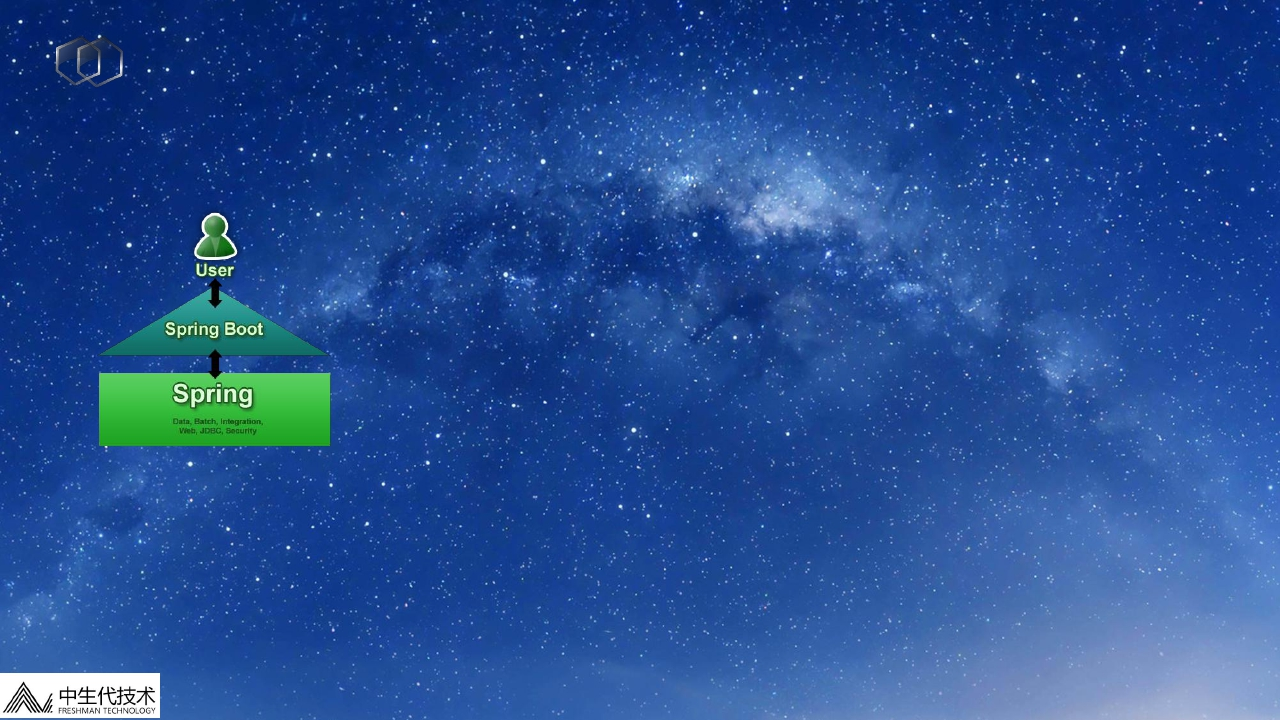 User
Spring Boot
Spring
Data, Batch, Integration,
Web, JDBC, Security
中生代技术
FRESHMAN TECHNOLOGY